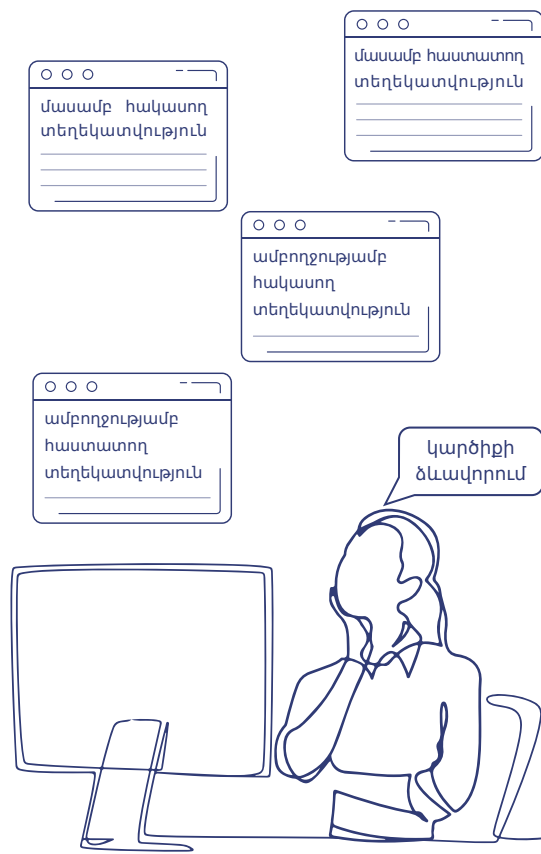 մասամբ հաստատող
տեղեկատվություն
մասամբ հակասող
տեղեկատվություն
ամբողջությամբ
հակասող
տեղեկատվություն
ամբողջությամբ
հաստատող
տեղեկատվություն
կարծիքի
ձևավորում